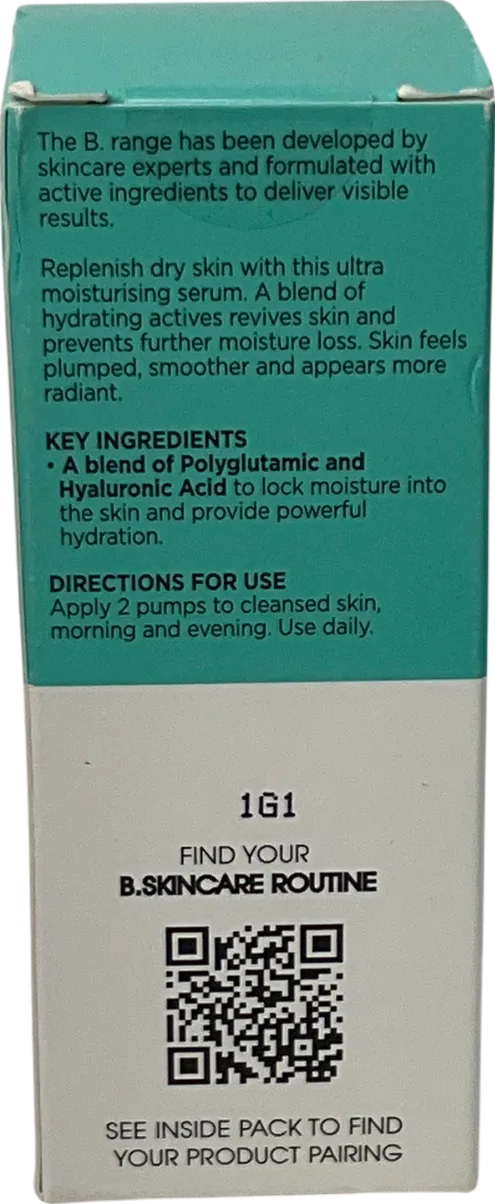 The B. range has been developed by
skincare experts and formulated with
active ingredients to deliver visible
results.
Replenish dry skin with this ultra
moisturising serum. A blend of
hydrating actives revives skin and
prevents further moisture loss. Skin feels
plumped, smoother and appears more
radiant.
KEY INGREDIENTS
• A blend of Polyglutamic and
Hyaluronic Acid to lock moisture into
the skin and provide powerful
hydration.
DIRECTIONS FOR USE
Apply 2 pumps to cleansed skin,
morning and evening. Use daily.
1G1
FIND YOUR
B.SKINCARE ROUTINE
SEE INSIDE PACK TO FIND
YOUR PRODUCT PAIRING